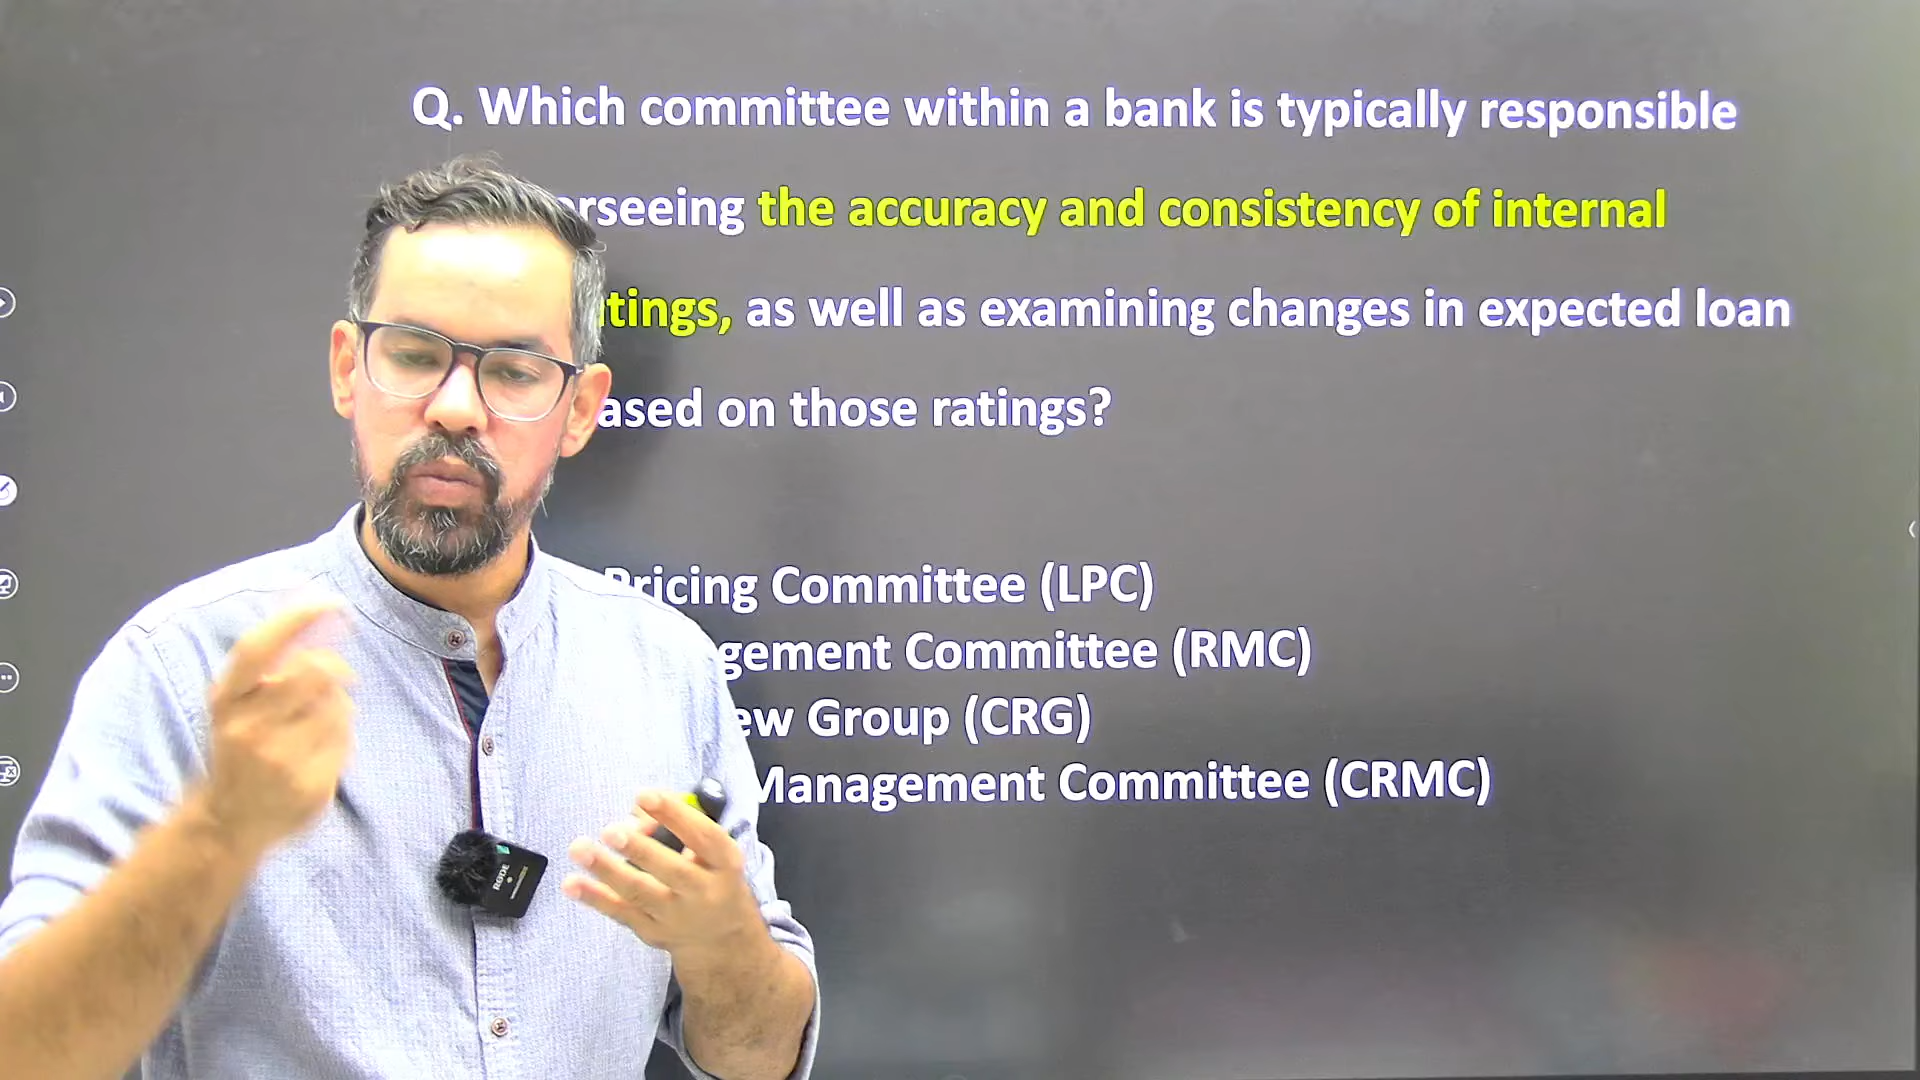 Q. Which committee within a bank is typically responsible
rseeing the accuracy and consistency of internal
tings, as well as examining changes in expected loan
ased on those ratings?
Pricing Committee (LPC)
gement Committee (RMC)
ew Group (CRG)
Management Committee (CRMC)
RØDE